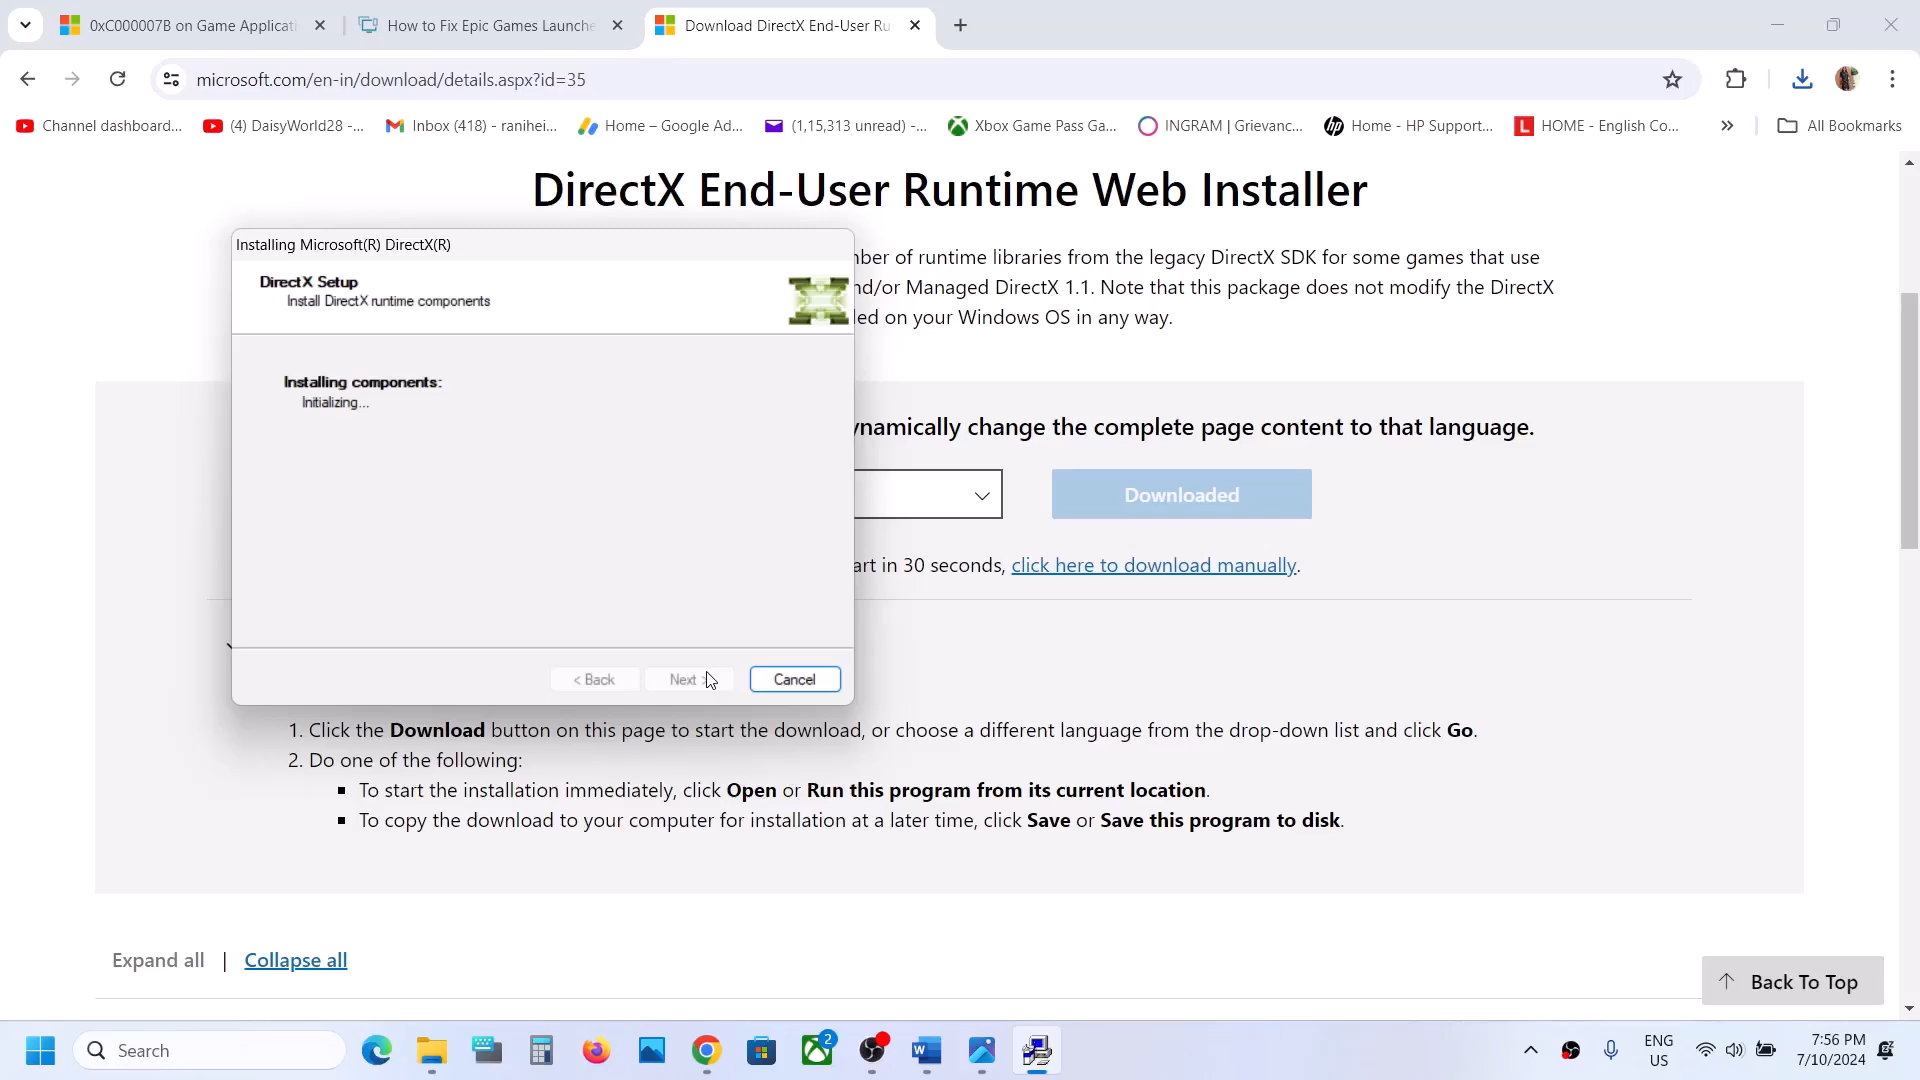 0xC000007B on Game Applicati
How to Fix Epic Games Launche
Download DirectX End-User Ru
microsoft.com/en-in/download/details.aspx?id=35
Channel dashboard...
(4) DaisyWorld28 -...
Inbox (418) - ranihei...
Home – Google Ad...
(1,15,313 unread) -...
Xbox Game Pass Ga...
INGRAM | Grievanc...
Home - HP Support...
HOME - English Co...
All Bookmarks
DirectX End-User Runtime Web Installer
Installing Microsoft(R) DirectX(R)
DirectX Setup
Install DirectX runtime components
Installing components:
Initializing...
< Back
Next
Cancel
ber of runtime libraries from the legacy DirectX SDK for some games that use
nd/or Managed DirectX 1.1. Note that this package does not modify the DirectX
led on your Windows OS in any way.
ynamically change the complete page content to that language.
Downloaded
art in 30 seconds, click here to download manually.
1. Click the Download button on this page to start the download, or choose a different language from the drop-down list and click Go.
2. Do one of the following:
To start the installation immediately, click Open or Run this program from its current location.
To copy the download to your computer for installation at a later time, click Save or Save this program to disk.
Expand all | Collapse all
Back To Top
Search
2
ENG
US
7:56 PM
7/10/2024